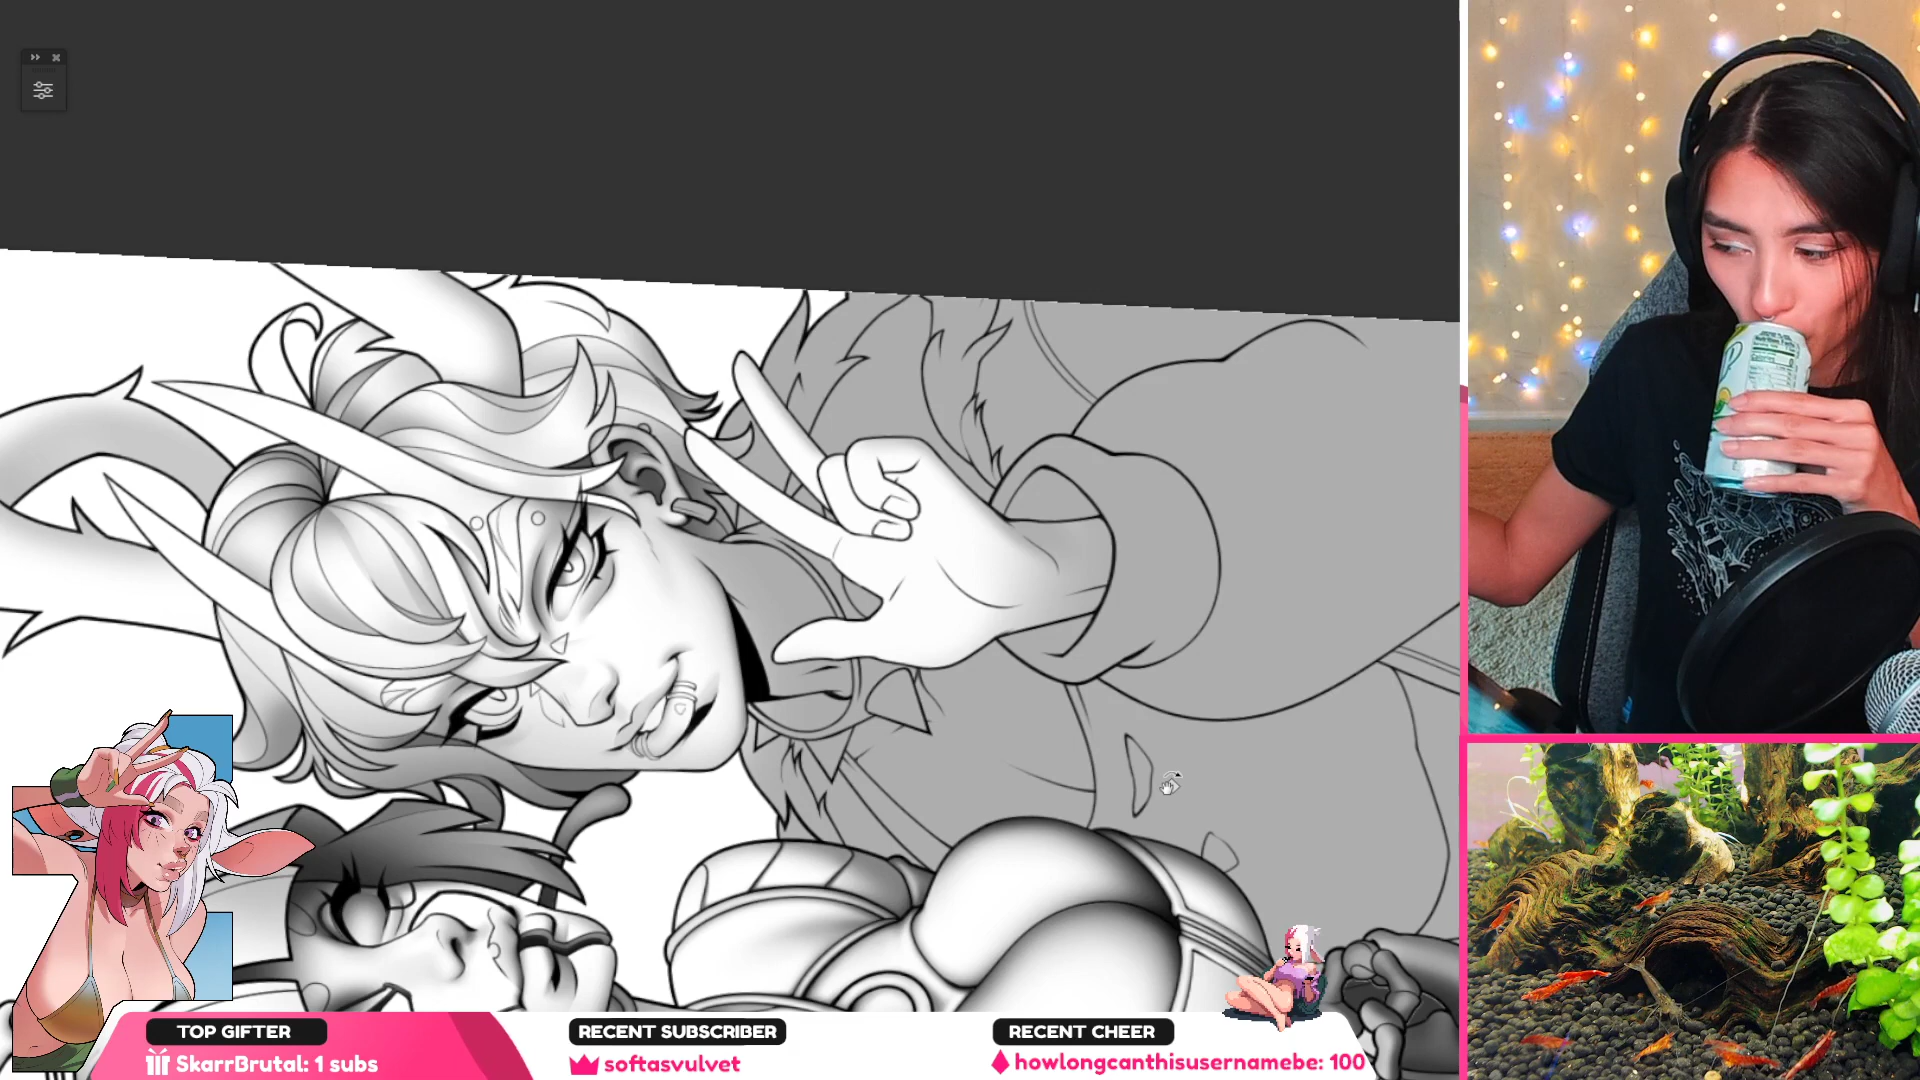 TOP GIFTER
SkarrBrutal: 1 subs
RECENT SUBSCRIBER
softasvulvet
RECENT CHEER
howlongcanthisusernamebe: 100